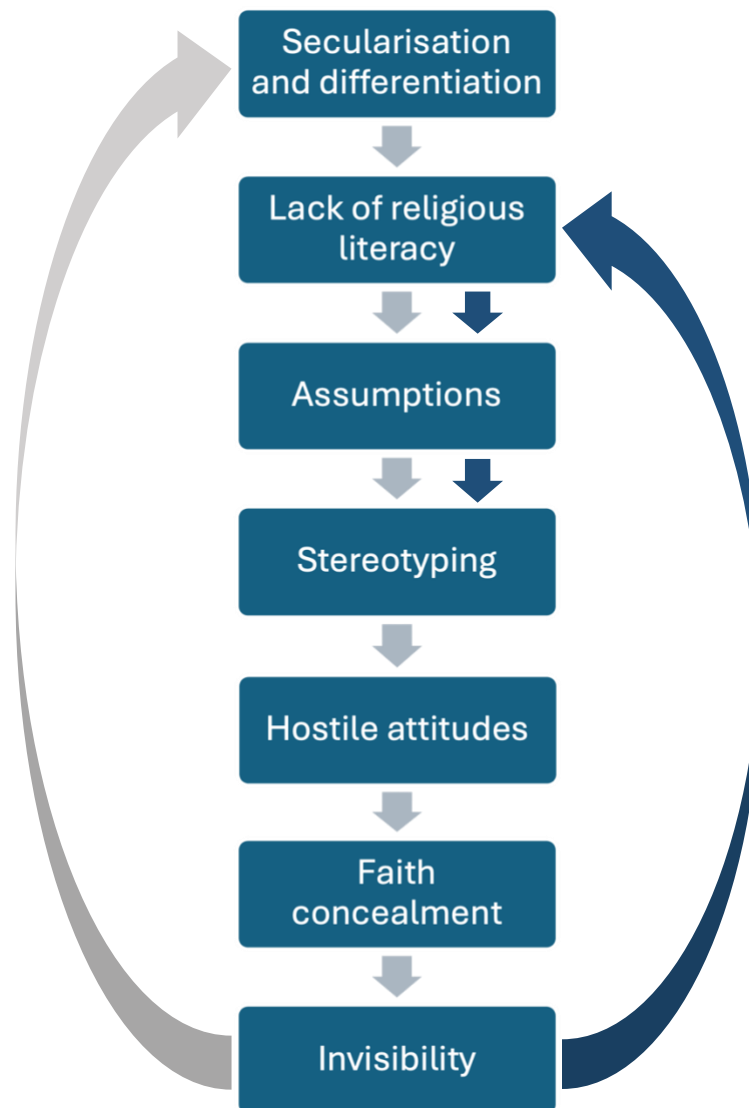 Secularisation
and differentiation
Lack of religious
literacy
Assumptions
Stereotyping
Hostile attitudes
Faith
concealment
Invisibility